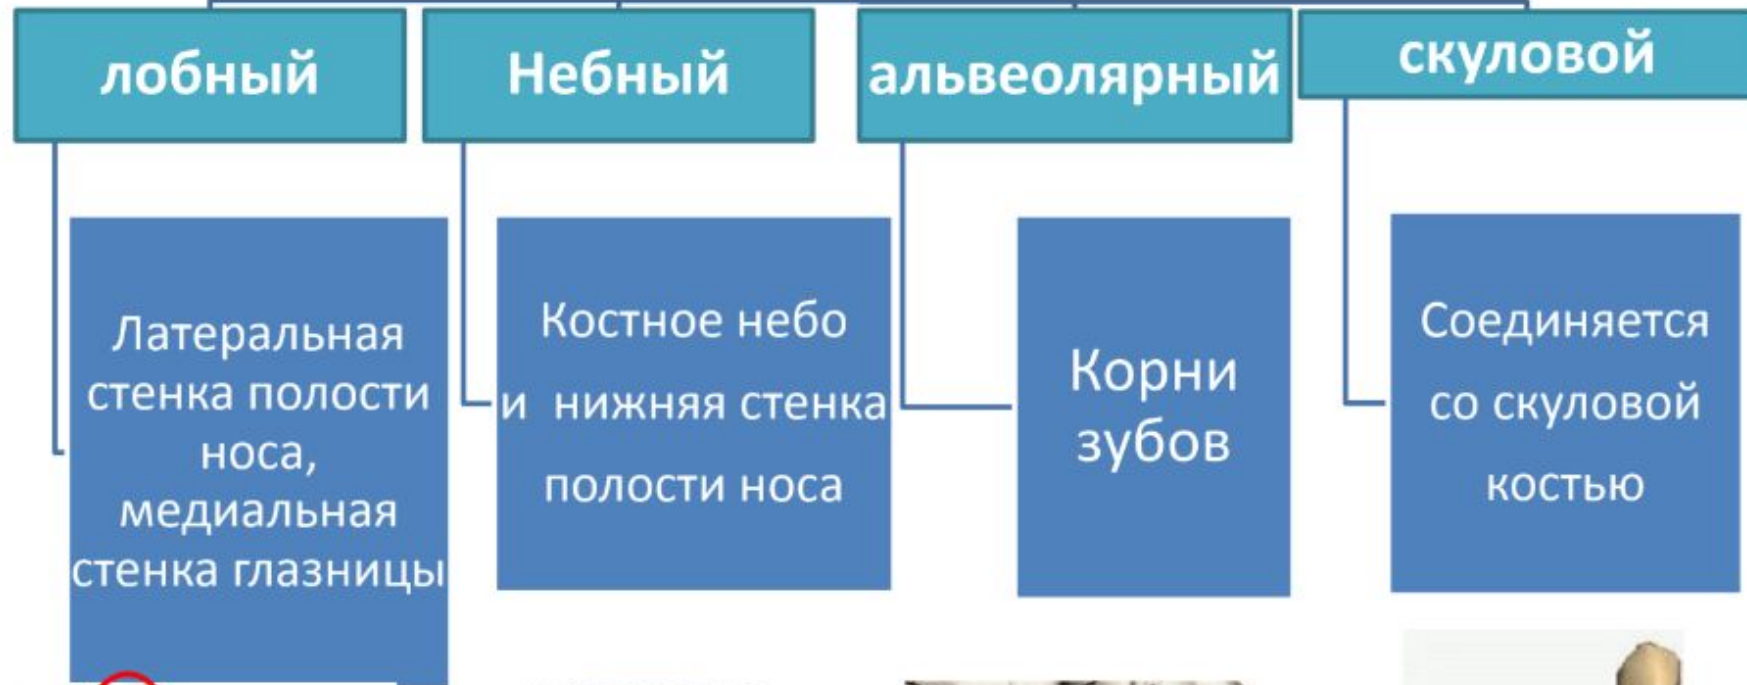 лобный
Небный
альвеолярный
скуловой
Латеральная
стенка полости
носа,
медиальная
стенка глазницы
Костное небо
и нижняя стенка
полости носа
Корни
зубов
Соединяется
со скуловой
костью